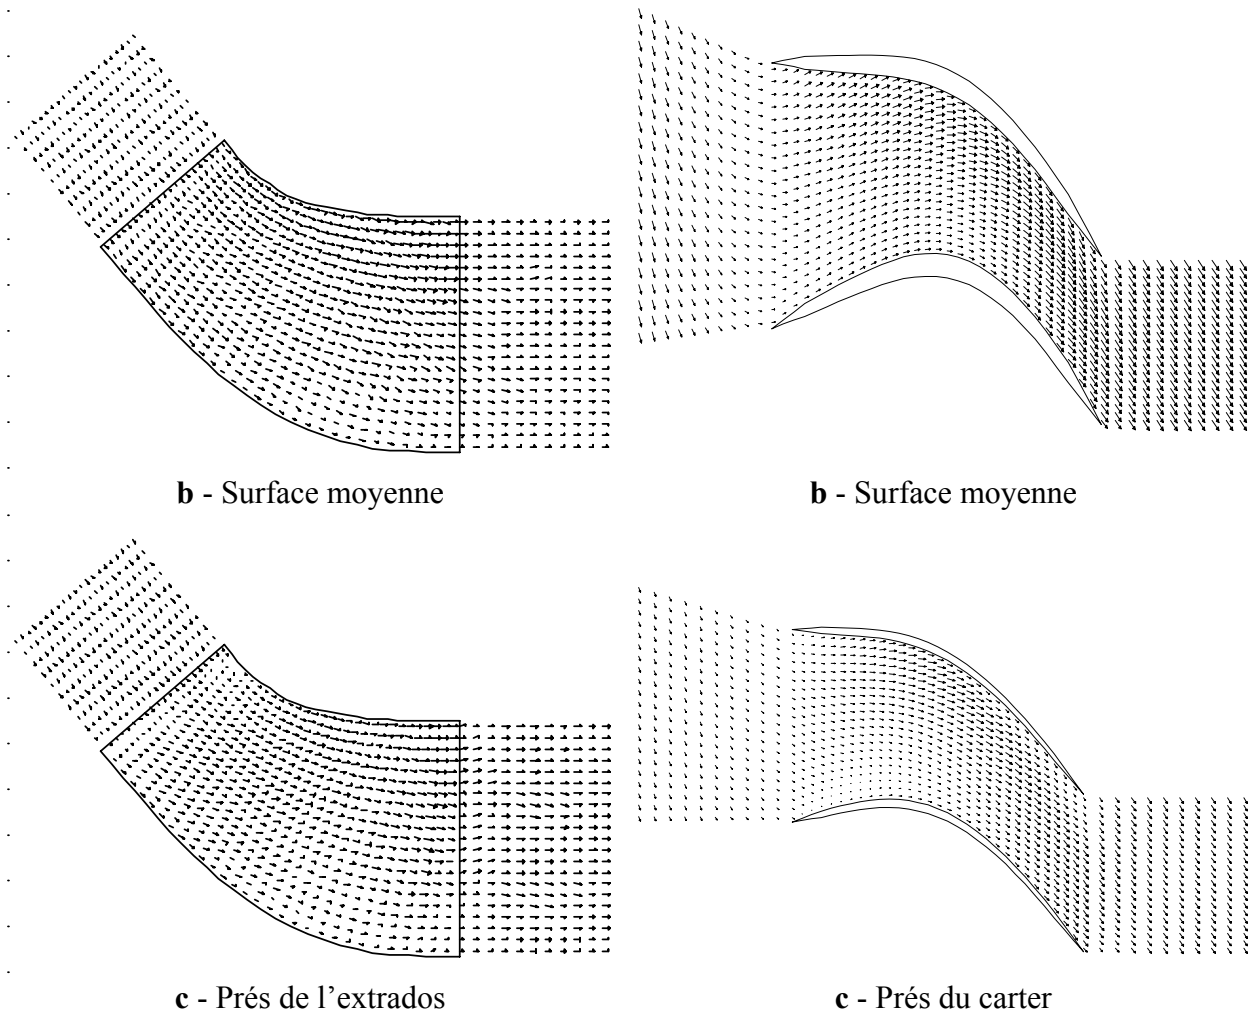 b - Surface moyenne
b - Surface moyenne
c - Prés de l’extrados
c - Prés du carter